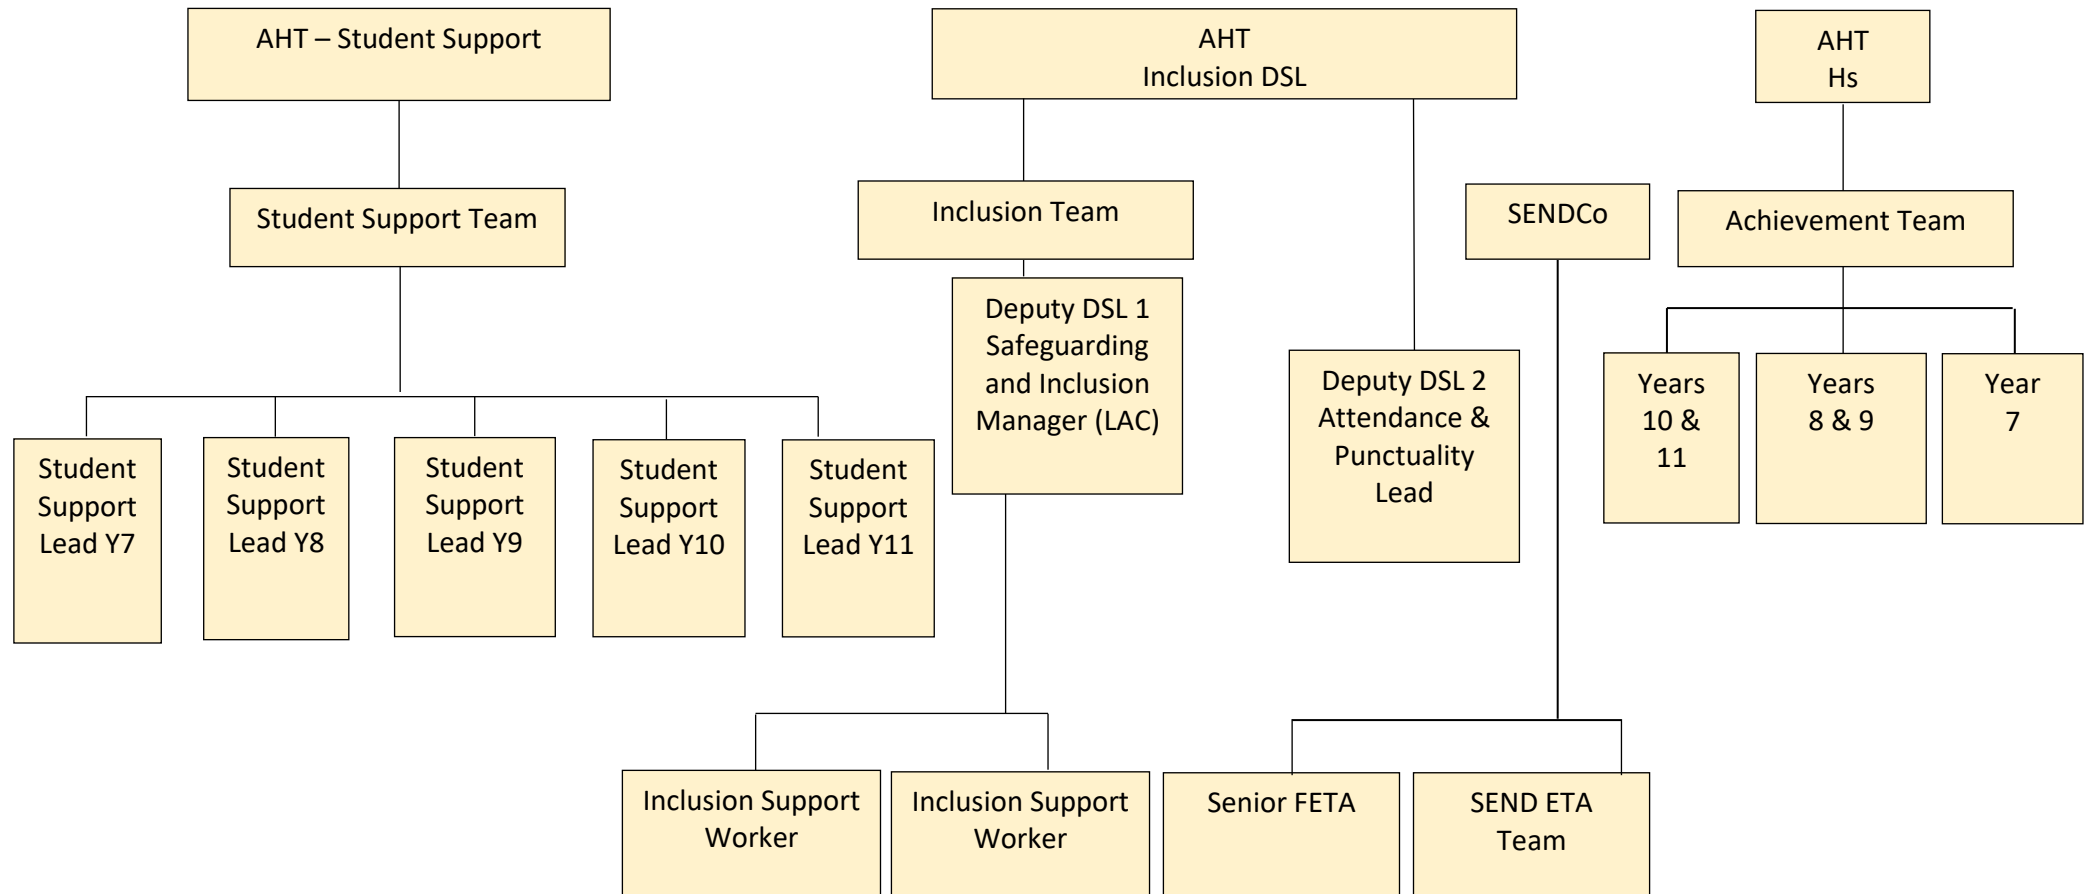 AHT – Student Support
AHT
Inclusion DSL
AHT
Hs
Student Support Team
Inclusion Team
SENDCo
Achievement Team
Deputy DSL 1
Safeguarding
and Inclusion
Manager (LAC)
Deputy DSL 2
Attendance &
Punctuality
Lead
Years
10 &
11
Years
8 & 9
Year
7
Student
Support
Lead Y7
Student
Support
Lead Y8
Student
Support
Lead Y9
Student
Support
Lead Y10
Student
Support
Lead Y11
Inclusion Support
Worker
Inclusion Support
Worker
Senior FETA
SEND ETA
Team